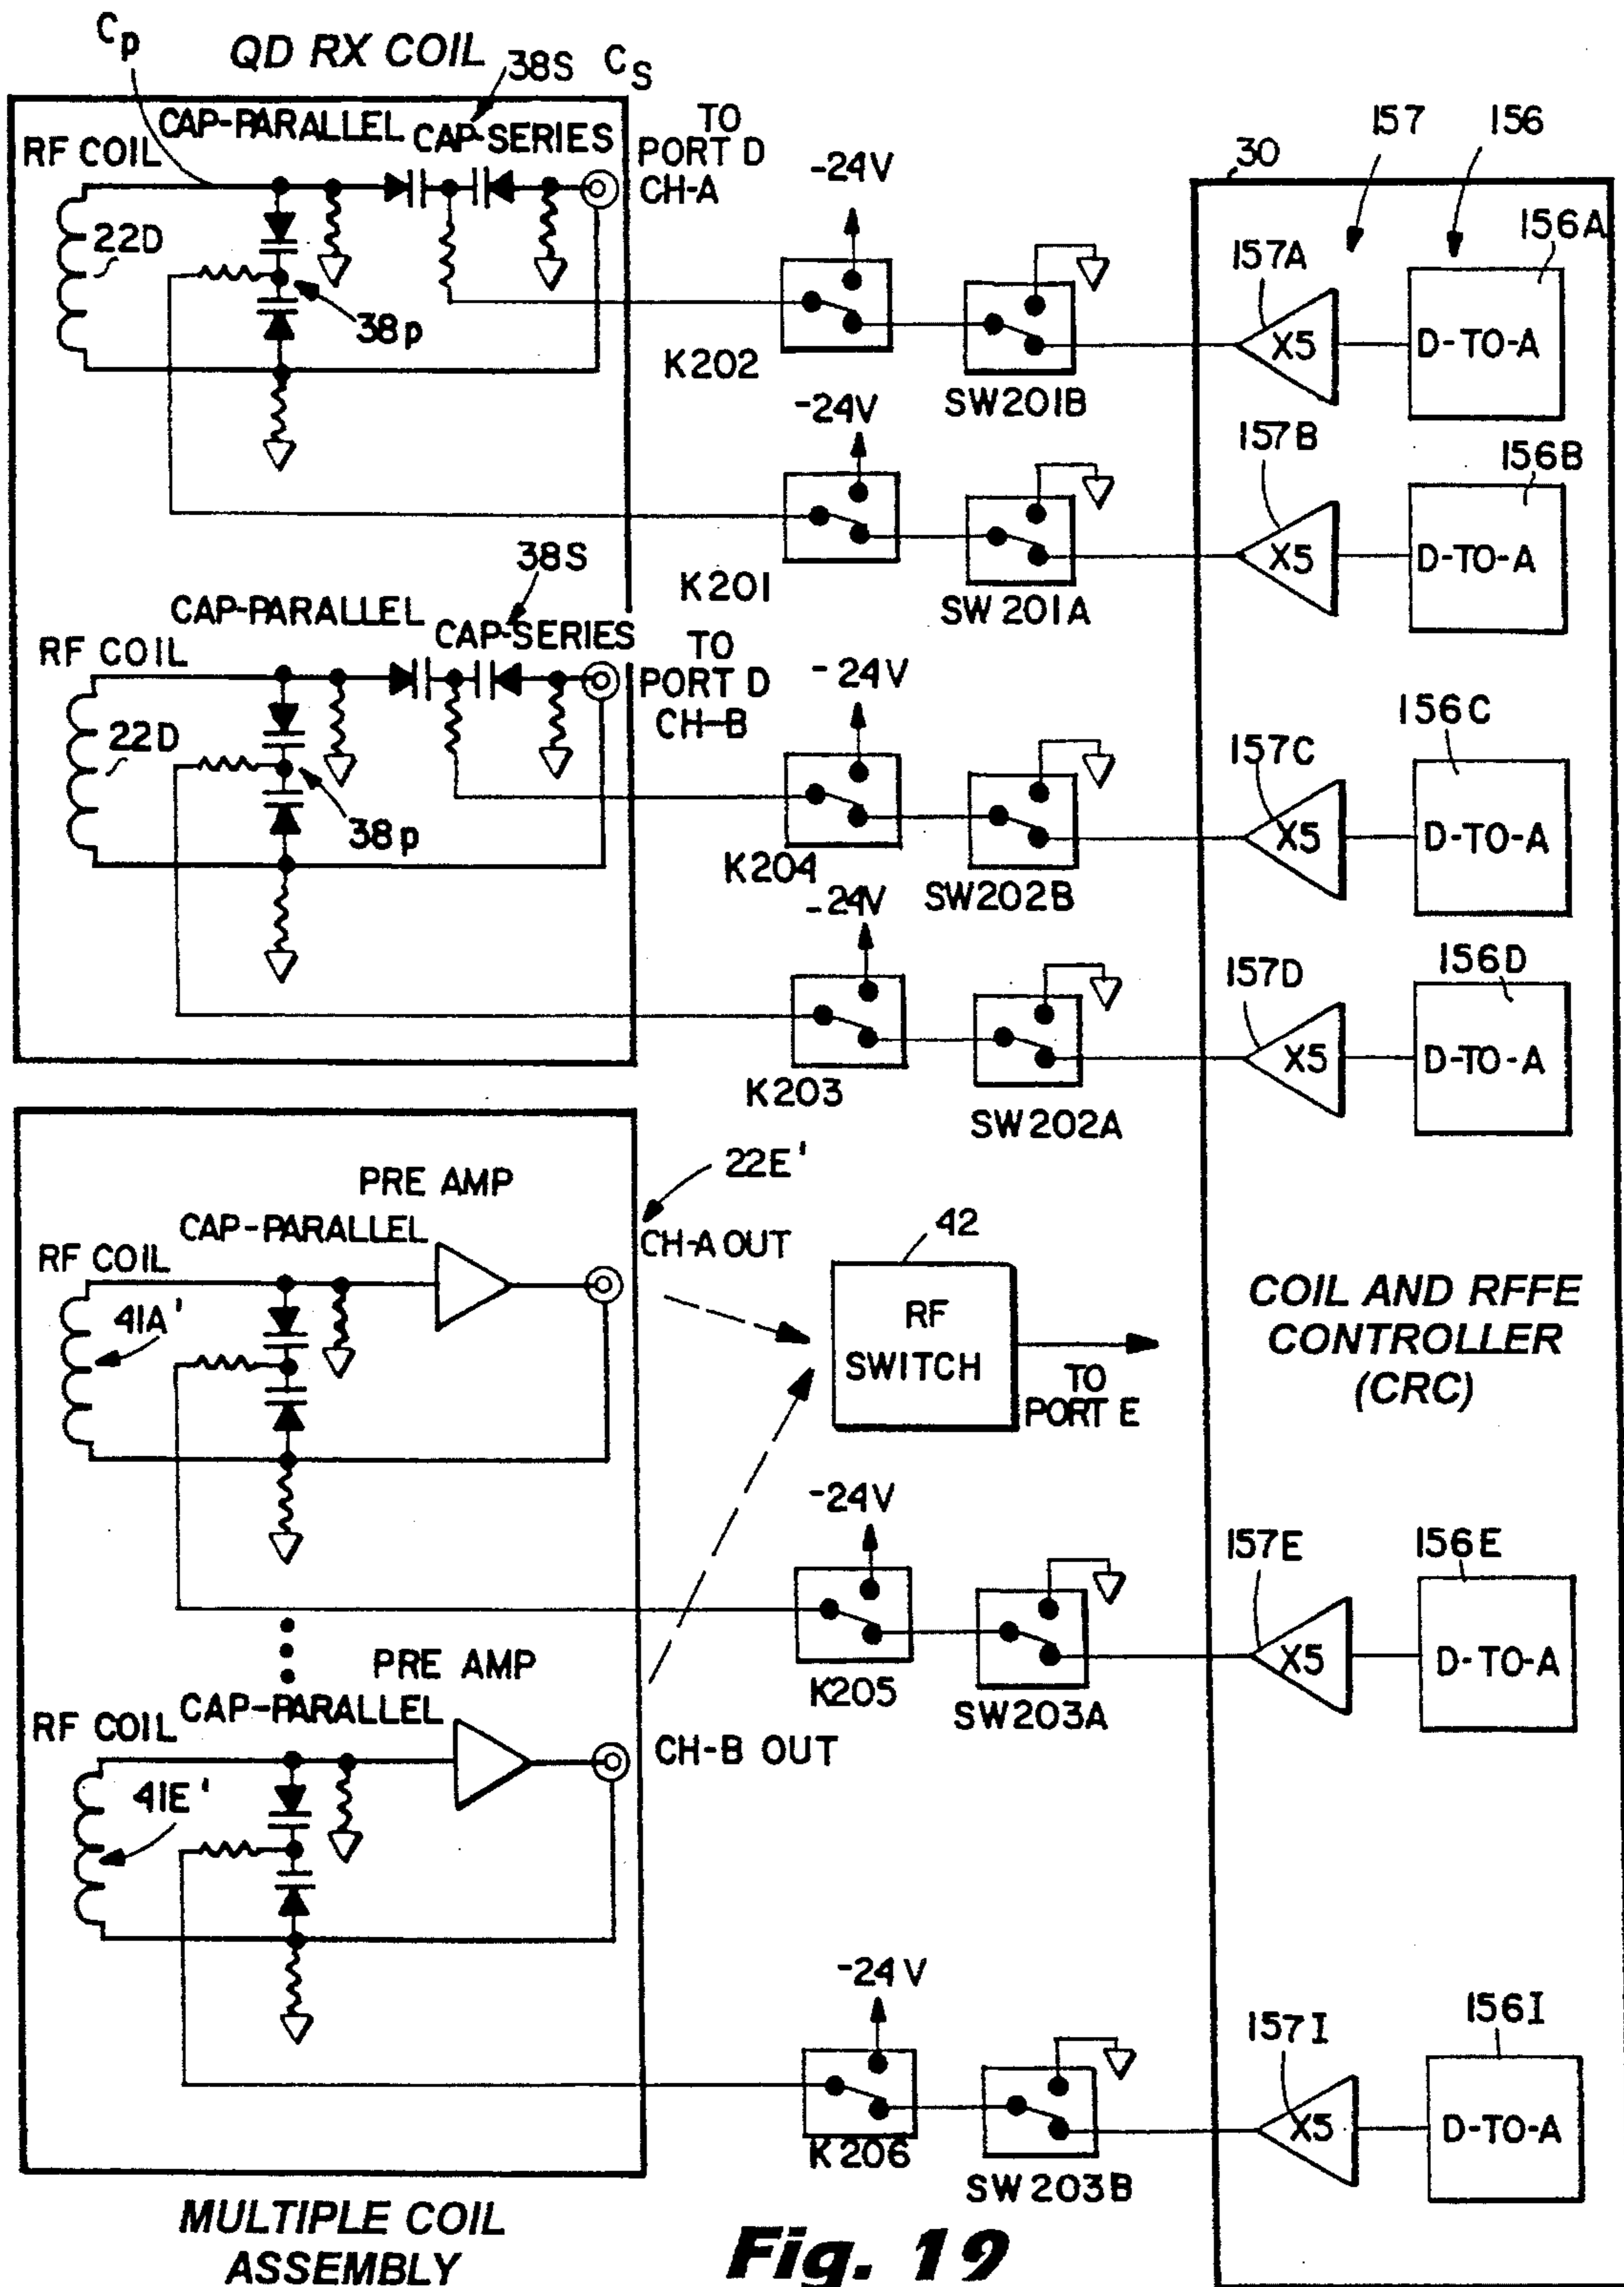 Cp
QD RX COIL
38S
CS
CAP-PARALLEL
CAP-SERIES
RF COIL
TO
PORT D
CH-A
22D
38p
-24V
K202
SW201B
-24V
K201
SW201A
30
157
156
157A
156A
X5
D-TO-A
157B
156B
X5
D-TO-A
38S
CAP-PARALLEL
CAP-SERIES
RF COIL
TO
PORT D
CH-B
22D
38p
-24V
K204
SW202B
-24V
K203
SW202A
157C
156C
X5
D-TO-A
157D
156D
X5
D-TO-A
22E'
PRE AMP
CAP-PARALLEL
RF COIL
CH-A OUT
41A'
42
RF
SWITCH
TO
PORT E
COIL AND RFFE
CONTROLLER
(CRC)
-24V
K205
SW203A
157E
156E
X5
D-TO-A
PRE AMP
CAP-PARALLEL
RF COIL
CH-B OUT
41E'
-24V
K206
SW203B
157I
156I
X5
D-TO-A
MULTIPLE COIL
ASSEMBLY
Fig. 19